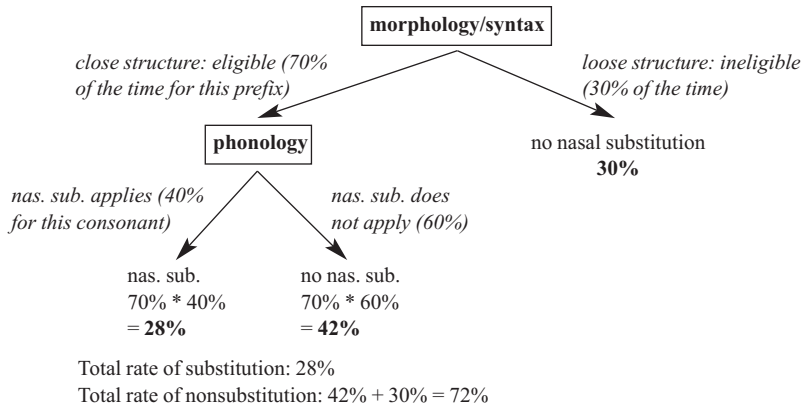 morphology/syntax
close structure: eligible (70%
of the time for this prefix)
loose structure: ineligible
(30% of the time)
phonology
no nasal substitution
30%
nas. sub. applies (40%
for this consonant)
nas. sub. does
not apply (60%)
nas. sub.
70% * 40%
= 28%
no nas. sub.
70% * 60%
= 42%
Total rate of substitution: 28%
Total rate of nonsubstitution: 42% + 30% = 72%